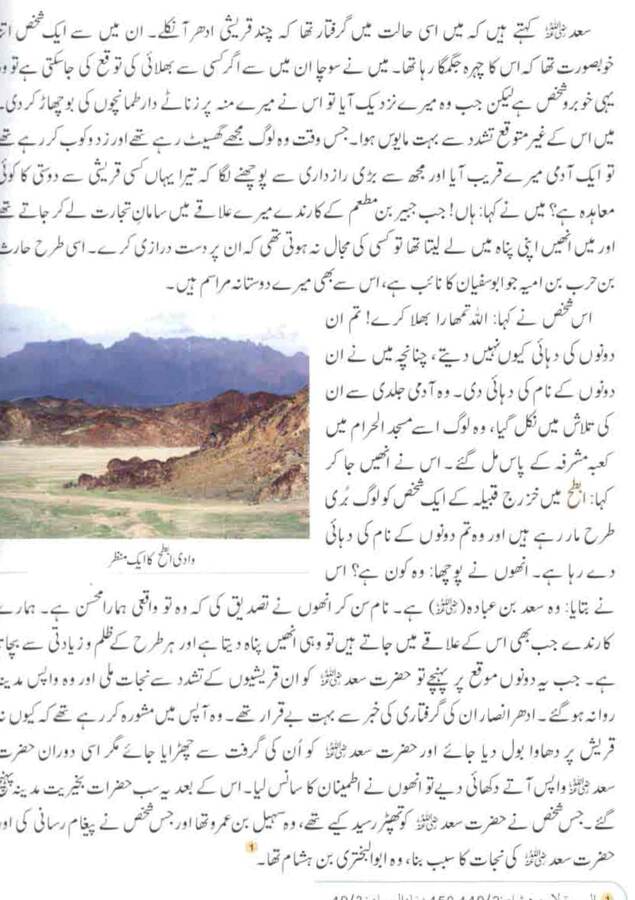 سعد رضی اللہ عنہ کہتے ہیں کہ میں اسی حالت میں گرفتار تھا کہ چند قریشی ادھر آ نکلے۔ ان میں سے ایک شخص
خوبصورت تھا کہ اس کا چہرہ جگمگا رہا تھا۔ میں نے سوچا ان میں سے اگر کسی سے بھلائی کی توقع کی جا سکتی ہے تو
یہی خوبرو شخص ہے لیکن جب وہ میرے نزدیک آیا تو اس نے میرے منہ پر زناٹے دار طمانچوں کی بوچھاڑ کر دی۔
میں اس کے غیر متوقع تشدد سے بہت مایوس ہوا۔ جس وقت وہ لوگ مجھے گھسیٹ رہے تھے اور زدوکوب کر رہے تھے
تو ایک آدمی میرے قریب آیا اور مجھ سے بڑی رازداری سے پوچھنے لگا کہ تیرا یہاں کسی قریشی سے دوستی کا کوئی
معاہدہ ہے؟ میں نے کہا: ہاں! جب جبیر بن مطعم کے کارندے میرے علاقے میں سامانِ تجارت لے کر جاتے تھے
اور میں انھیں اپنی پناہ میں لے لیتا تھا تو کسی کی مجال نہ ہوتی تھی کہ ان پر دست درازی کرے۔ اسی طرح حارث
بن حرب بن امیہ جو ابوسفیان کا نائب ہے، اس سے بھی میرے دوستانہ مراسم ہیں۔
اس شخص نے کہا: اللہ تمھارا بھلا کرے! تم ان
دونوں کی دہائی کیوں نہیں دیتے، چنانچہ میں نے ان
دونوں کے نام کی دہائی دی۔ وہ آدمی جلدی سے ان
کی تلاش میں نکل گیا، وہ لوگ اسے مسجد الحرام میں
کعبہ مشرفہ کے پاس مل گئے۔ اس نے انھیں جا کر
کہا: ابطح میں خزرج قبیلہ کے ایک شخص کو لوگ بُری
طرح مار رہے ہیں اور وہ تم دونوں کے نام کی دہائی
دے رہا ہے۔ انھوں نے پوچھا: وہ کون ہے؟ اس
وادی ابطح کا ایک منظر
نے بتایا: وہ سعد بن عبادہ (رضی اللہ عنہ) ہے۔ نام سن کر انھوں نے تصدیق کی کہ وہ تو واقعی ہمارا محسن ہے۔ ہمارے
کارندے جب بھی اس کے علاقے میں جاتے ہیں تو وہی انھیں پناہ دیتا ہے اور ہر طرح کے ظلم و زیادتی سے بچاتا
ہے۔ جب یہ دونوں موقع پر پہنچے تو حضرت سعد رضی اللہ عنہ کو ان قریشیوں کے تشدد سے نجات ملی اور وہ واپس مدینہ
روانہ ہو گئے۔ ادھر انصار ان کی گرفتاری کی خبر سے بہت بے قرار تھے۔ وہ آپس میں مشورہ کر رہے تھے کہ کیوں نہ
قریش پر دھاوا بول دیا جائے اور حضرت سعد رضی اللہ عنہ کو اُن کی گرفت سے چھڑایا جائے مگر اسی دوران حضرت
سعد رضی اللہ عنہ واپس آتے دکھائی دیے تو انھوں نے اطمینان کا سانس لیا۔ اس کے بعد یہ سب حضرات بخیریت مدینہ پہنچ
گئے۔ جس شخص نے حضرت سعد رضی اللہ عنہ کو تھپڑ رسید کیے تھے، وہ سہیل بن عمرو تھا اور جس شخص نے پیغام رسانی کی اور
حضرت سعد رضی اللہ عنہ کی نجات کا سبب بنا، وہ ابوالبختری بن ہشام تھا۔ 1